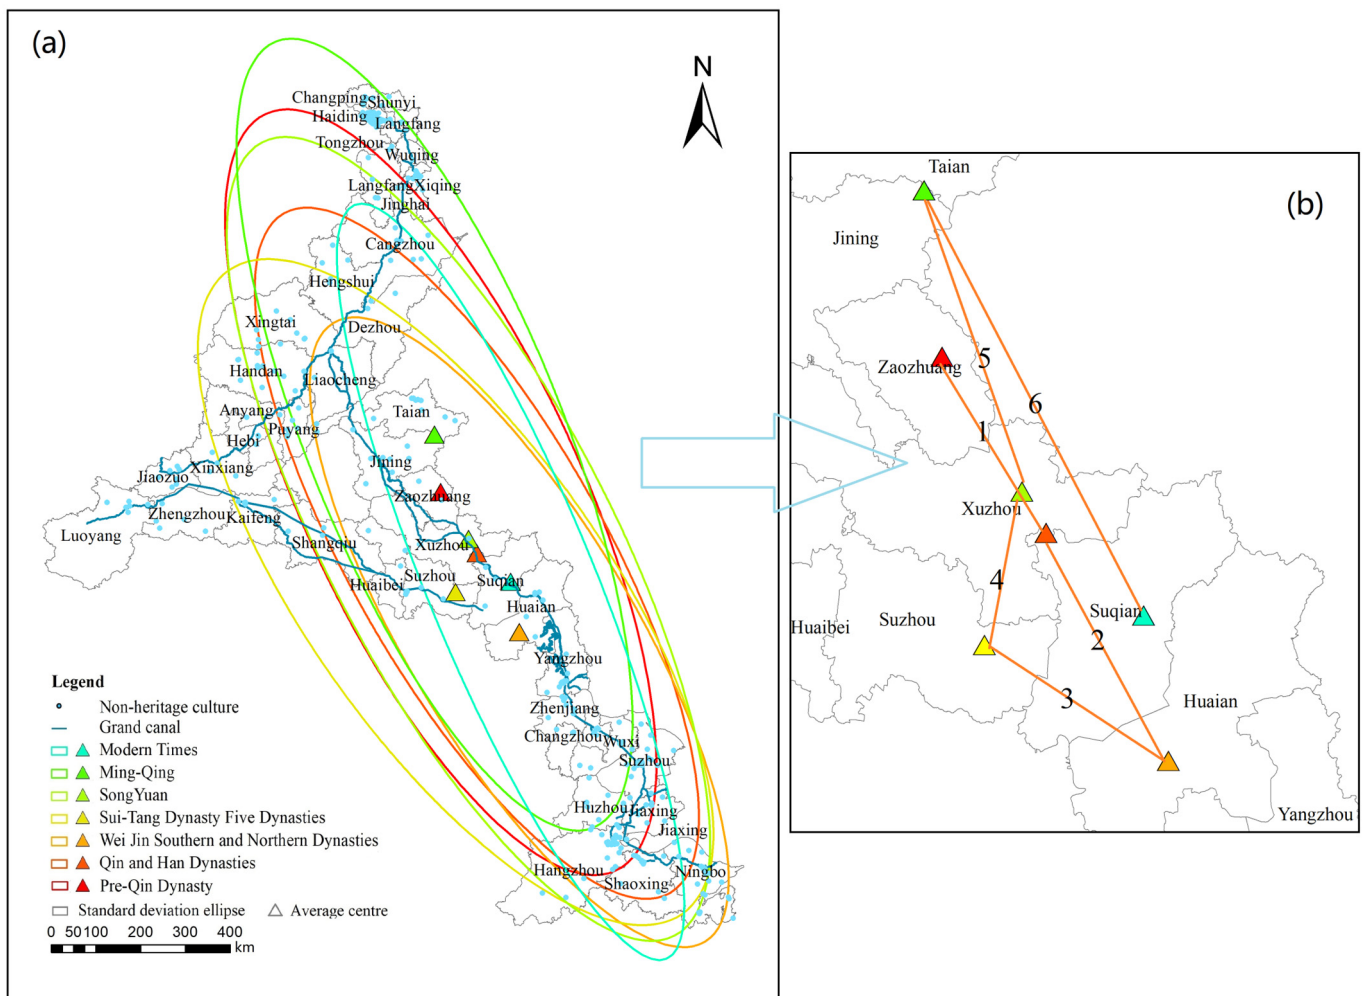 (a)
N
Changping
Shunyi
Haiding
Langfang
Tongzhou
Wuqing
Langfang
Xiqing
Jinghai
Cangzhou
Hengshui
Xingtai
Dezhou
Handan
Liaocheng
Anyang
Taian
Puyang
Hebi
Jining
Xinxiang
Jiaozuo
Zaozhuang
Zhengzhou
Kaifeng
Luoyang
Shangqiu
Xuzhou
Huaibei
Suzhou
Suqian
Huaian
Yangzhou
Zhenjiang
Changzhou
Wuxi
Suzhou
Huzhou
Jiaxing
Jiaxing
Hangzhou
Shaoxing
Ningbo
Legend
Non-heritage culture
Grand canal
Modern Times
Ming-Qing
SongYuan
Sui-Tang Dynasty Five Dynasties
Wei Jin Southern and Northern Dynasties
Qin and Han Dynasties
Pre-Qin Dynasty
Standard deviation ellipse
Average centre
0 50 100 200 300 400
km
(b)
Taian
Jining
Zaozhuang
5
6
1
Xuzhou
4
Suqian
Huaibei
Suzhou
2
3
Huaian
Yangzhou